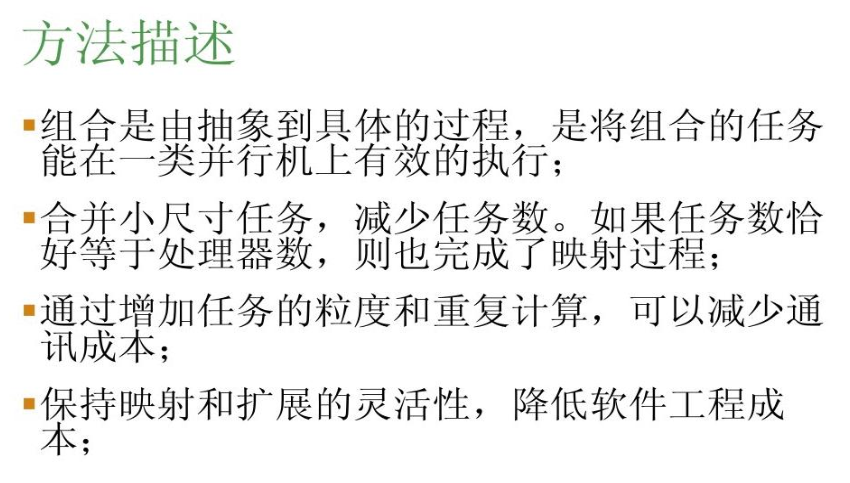 方法描述
▪组合是由抽象到具体的过程，是将组合的任务
能在一类并行机上有效的执行；
▪合并小尺寸任务，减少任务数。如果任务数恰
好等于处理器数，则也完成了映射过程；
▪通过增加任务的粒度和重复计算，可以减少通
讯成本；
▪保持映射和扩展的灵活性，降低软件工程成
本；